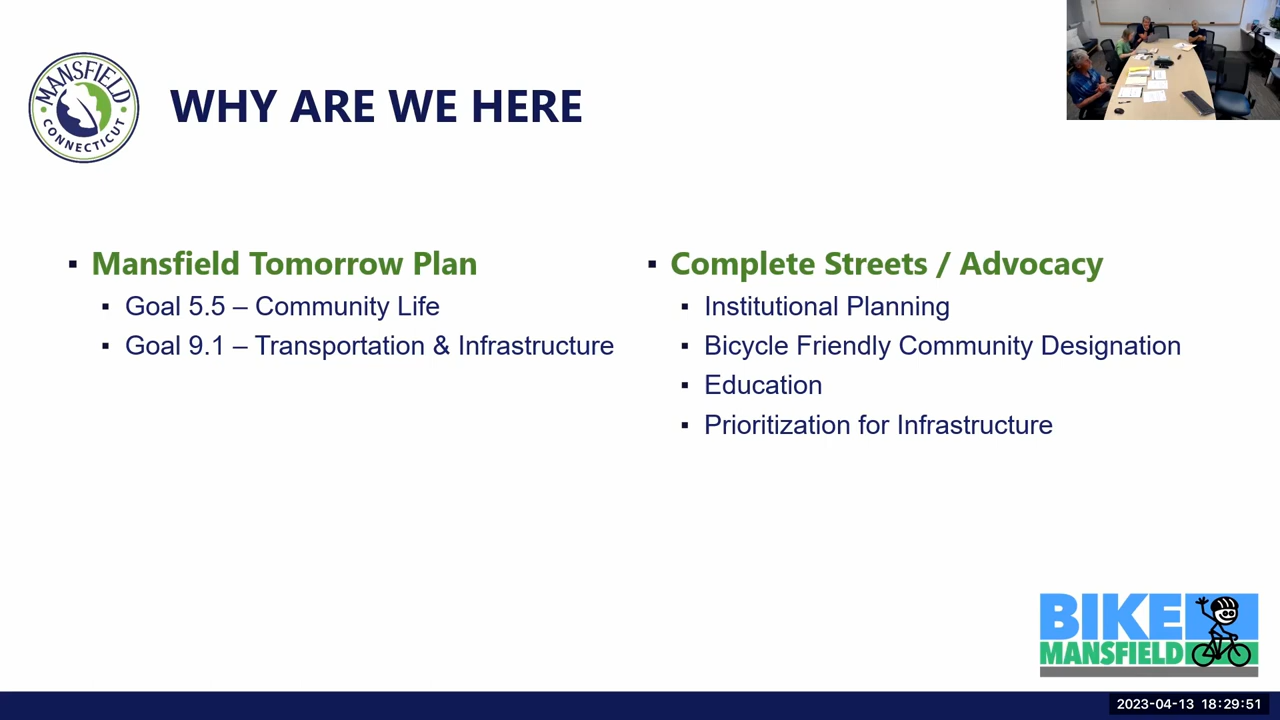 MANSFIELD
CONNECTICUT
WHY ARE WE HERE
Mansfield Tomorrow Plan
Goal 5.5 – Community Life
Goal 9.1 – Transportation & Infrastructure
Complete Streets / Advocacy
Institutional Planning
Bicycle Friendly Community Designation
Education
Prioritization for Infrastructure
BIKE
MANSFIELD
2023-04-13 18:29:51